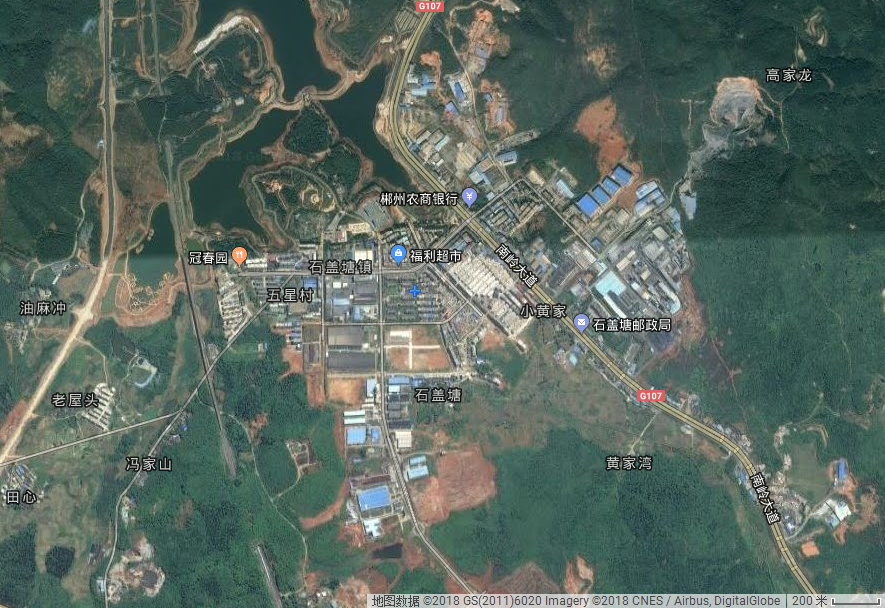 G107
高家龙
郴州农商银行
冠春园
福利超市
石盖塘镇
南岭大道
五星村
油麻冲
小黄家
石盖塘邮政局
老屋头
石盖塘
G107
冯家山
黄家湾
田心
南岭大道
地图数据 ©2018 GS(2011)6020 Imagery ©2018 CNES / Airbus, DigitalGlobe 200 米